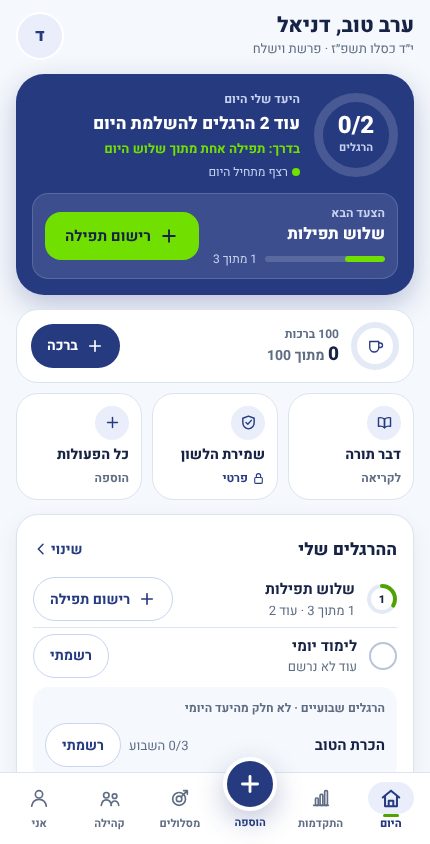 ערב טוב, דניאל
י״ד כסלו תשפ״ז · פרשת וישלח
ד
0/2
הרגלים
היעד שלי היום
עוד 2 הרגלים להשלמת היום
בדרך: תפילה אחת מתוך שלוש היום
רצף מתחיל היום
הצעד הבא
שלוש תפילות
1 מתוך 3
רישום תפילה
100 ברכות
0 מתוך 100
ברכה
דבר תורה
לקריאה
שמירת הלשון
פרטי
כל הפעולות
הוספה
ההרגלים שלי
שינוי
1
שלוש תפילות
1 מתוך 3 · עוד 2
רישום תפילה
לימוד יומי
עוד לא נרשם
רשמתי
הרגלים שבועיים · לא חלק מהיעד היומי
הכרת הטוב
0/3 השבוע
רשמתי
היום
התקדמות
הוספה
מסלולים
קהילה
אני